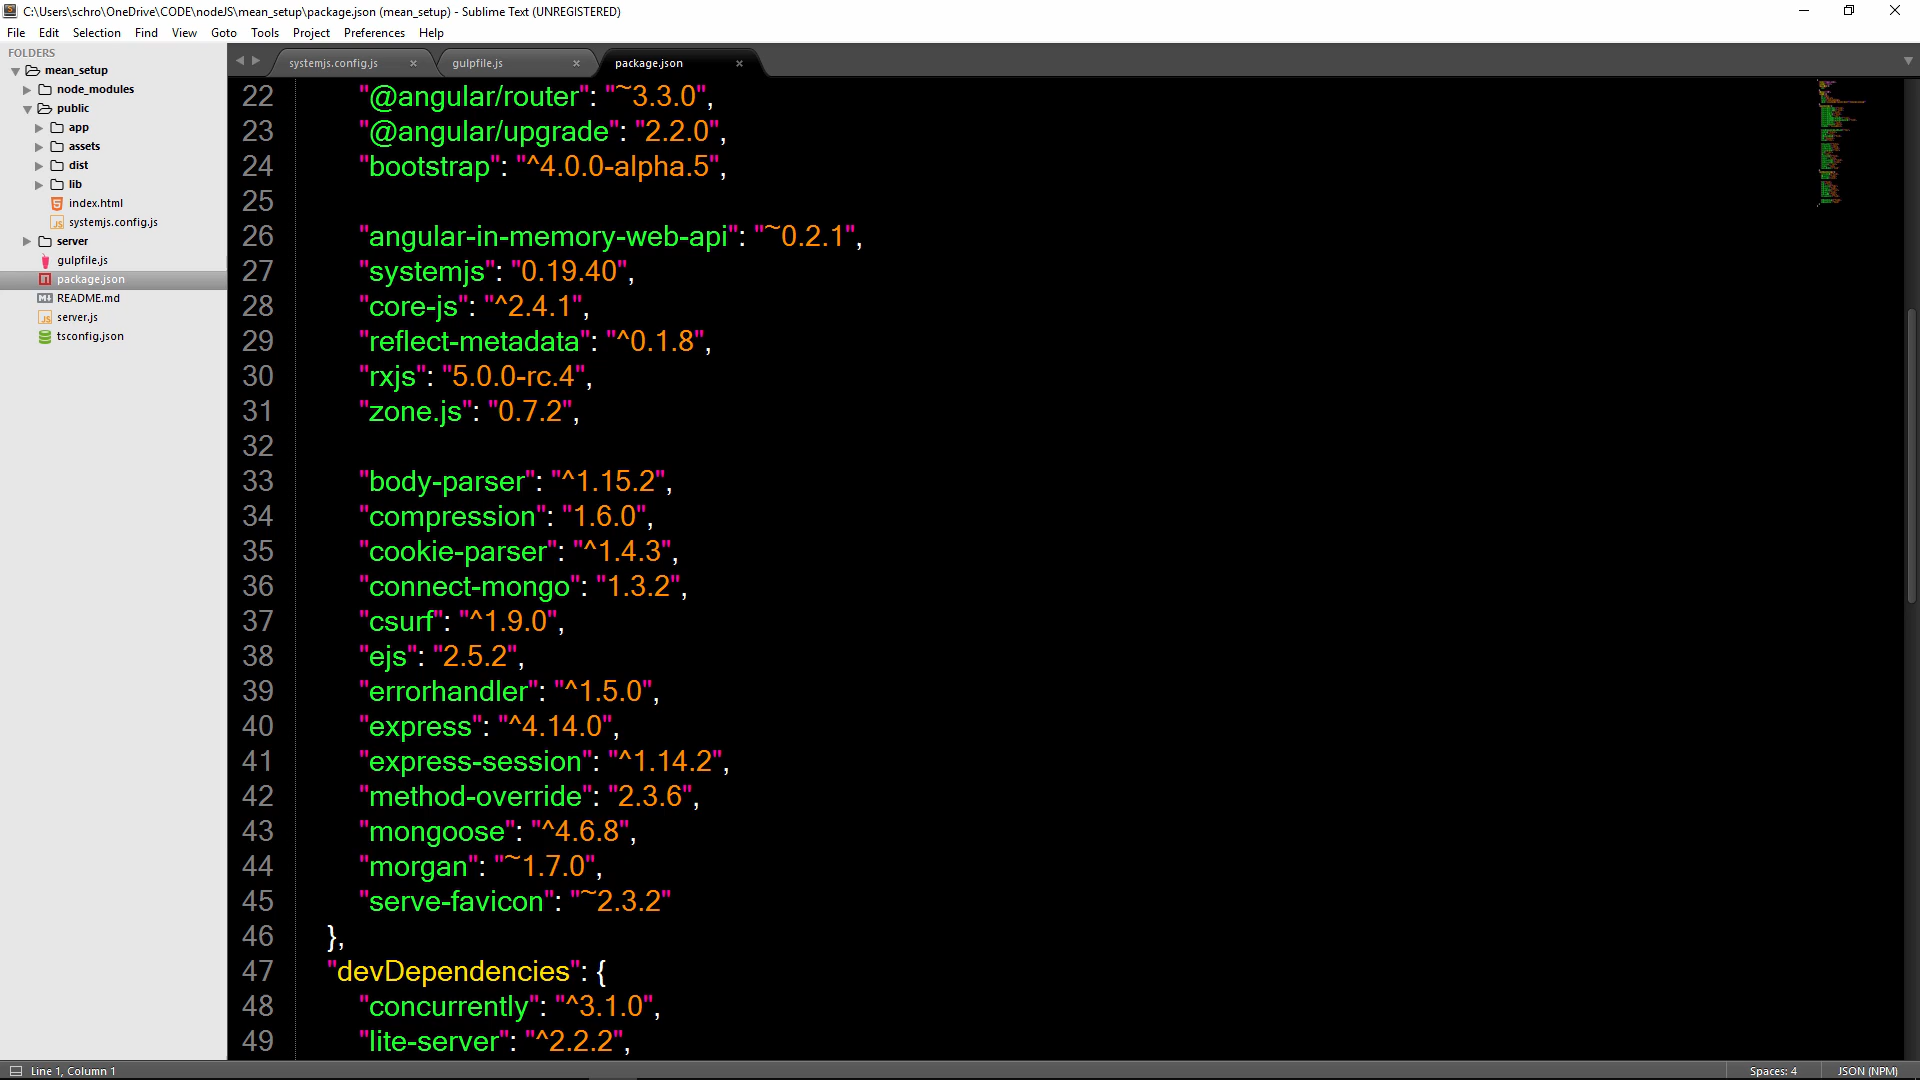 C:\Users\schro\OneDrive\CODE\nodeJS\mean_setup\package.json (mean_setup) - Sublime Text (UNREGISTERED)
File Edit Selection Find View Goto Tools Project Preferences Help
FOLDERS
mean_setup
node_modules
public
app
assets
dist
lib
index.html
systemjs.config.js
server
gulpfile.js
package.json
README.md
server.js
tsconfig.json
systemjs.config.js × gulpfile.js × package.json ×
22 "@angular/router": "~3.3.0",
23 "@angular/upgrade": "2.2.0",
24 "bootstrap": "^4.0.0-alpha.5",
25
26 "angular-in-memory-web-api": "~0.2.1",
27 "systemjs": "0.19.40",
28 "core-js": "^2.4.1",
29 "reflect-metadata": "^0.1.8",
30 "rxjs": "5.0.0-rc.4",
31 "zone.js": "0.7.2",
32
33 "body-parser": "^1.15.2",
34 "compression": "1.6.0",
35 "cookie-parser": "^1.4.3",
36 "connect-mongo": "1.3.2",
37 "csurf": "^1.9.0",
38 "ejs": "2.5.2",
39 "errorhandler": "^1.5.0",
40 "express": "^4.14.0",
41 "express-session": "^1.14.2",
42 "method-override": "2.3.6",
43 "mongoose": "^4.6.8",
44 "morgan": "~1.7.0",
45 "serve-favicon": "~2.3.2"
46 },
47 "devDependencies": {
48 "concurrently": "^3.1.0",
49 "lite-server": "^2.2.2",
Line 1, Column 1 Spaces: 4 JSON (NPM)